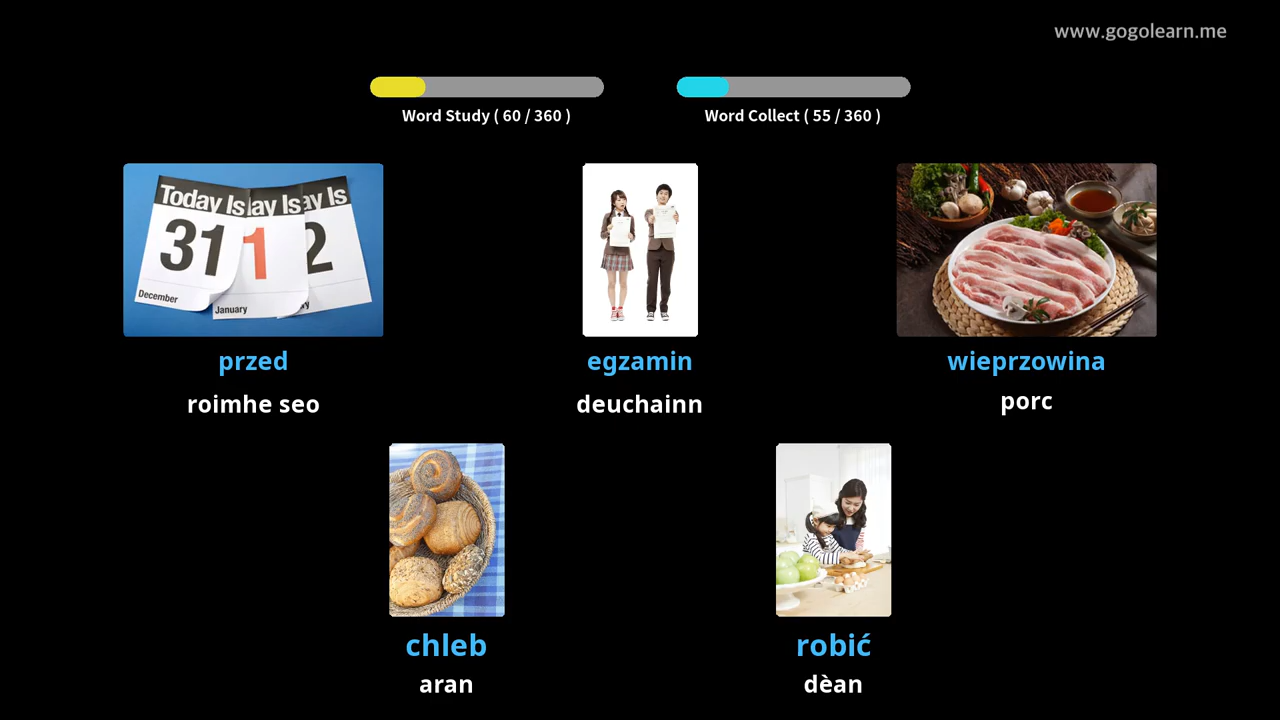 www.gogolearn.me
Word Study ( 60 / 360 )
Word Collect ( 55 / 360 )
Today Is
ay Is
ay Is
31
1
2
December
January
ry
przed
egzamin
wieprzowina
roimhe seo
deuchainn
porc
chleb
robić
aran
dèan